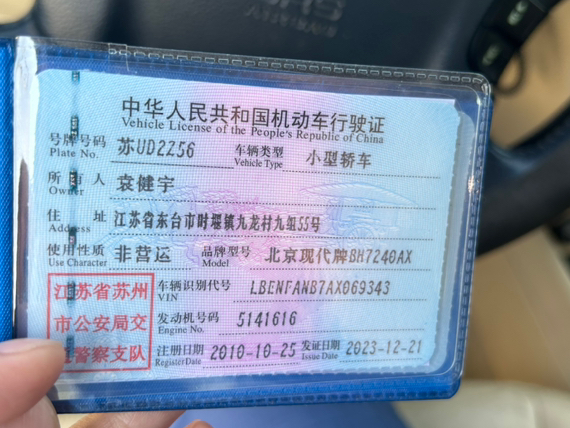 中华人民共和国机动车行驶证
Vehicle License of the People's Republic of China
号牌号码 苏UD2Z56 车辆类型 小型轿车
Plate No. Vehicle Type
所有人 袁健宇
Owner
住址 江苏省东台市时堰镇九龙村九组55号
Address
使用性质 非营运 品牌型号 北京现代牌BH7240AX
Use Character Model
江苏省苏州 车辆识别代号 LBENFANB7AX069343
VIN
市公安局交 发动机号码 5141616
Engine No.
警察支队 注册日期 2010-10-25 发证日期 2023-12-21
Register Date Issue Date